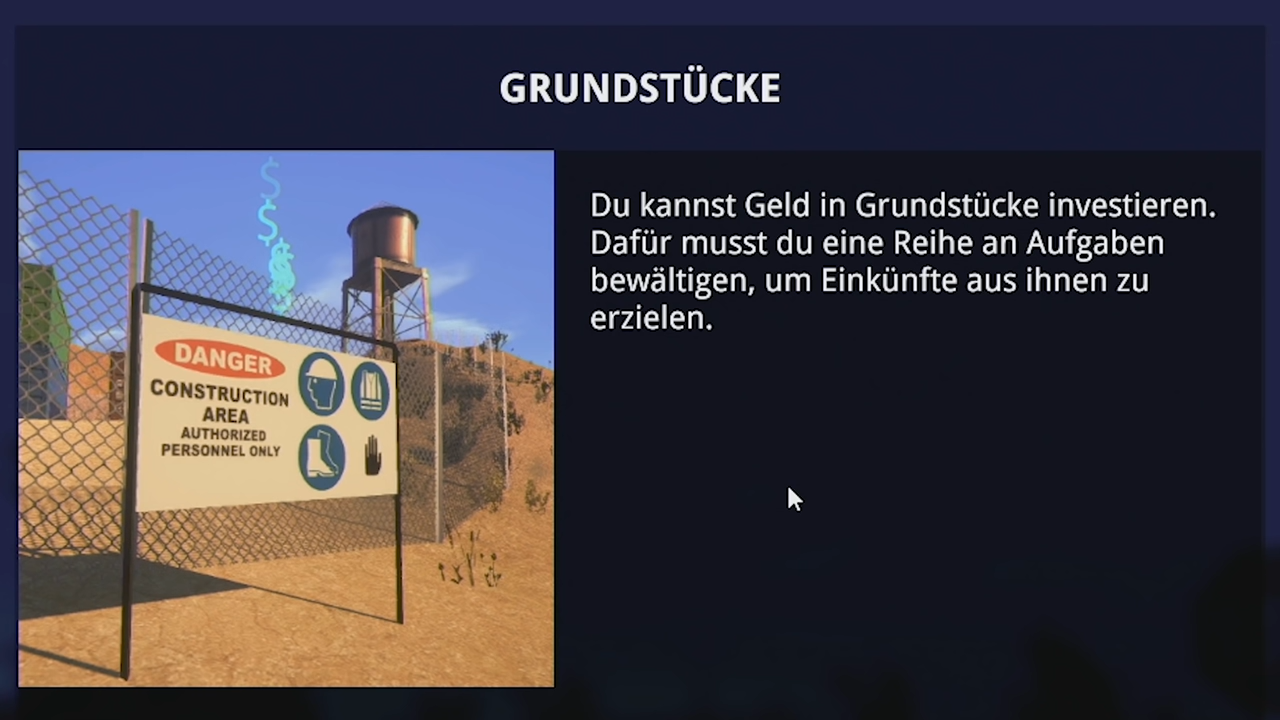 GRUNDSTÜCKE
$
$
$
Du kannst Geld in Grundstücke investieren.
Dafür musst du eine Reihe an Aufgaben
bewältigen, um Einkünfte aus ihnen zu
erzielen.
DANGER
CONSTRUCTION
AREA
AUTHORIZED
PERSONNEL ONLY